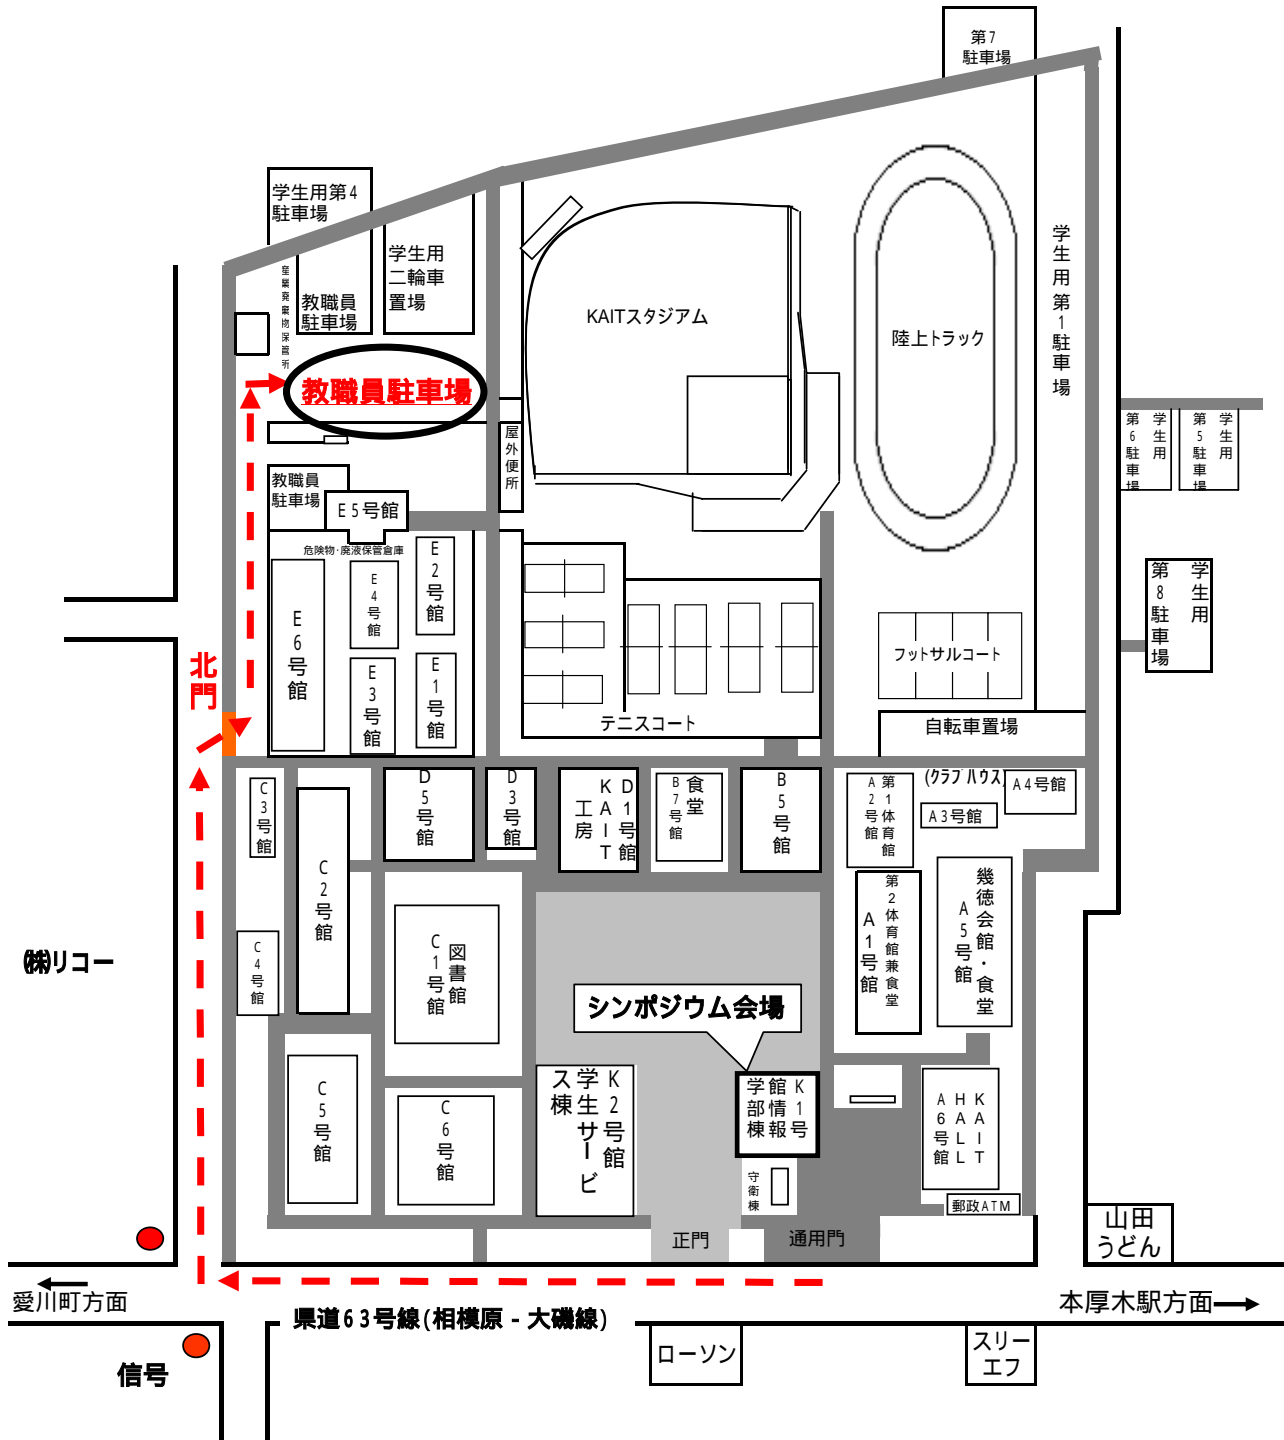 第7
駐車場
学生用第4
駐車場
学生用
二輪車
置場
産業廃棄物保管所
教職員
駐車場
KAITスタジアム
陸上トラック
学生用第1駐車場
教職員駐車場
屋外便所
学生用
第6駐車場
学生用
第5駐車場
教職員
駐車場
E5号館
危険物・廃液保管倉庫
E2号館
E4号館
E6号館
E3号館
E1号館
学生用
第8駐車場
フットサルコート
北門
テニスコート
自転車置場
C3号館
D5号館
D3号館
D1号館
KAIT
工房
食堂
B7号館
B5号館
第1体育館
A2号館
(クラブハウス)
A4号館
A3号館
C2号館
図書館
C1号館
第2体育館兼食堂
A1号館
幾徳会館・食堂
A5号館
㈱リコー
C4号館
シンポジウム会場
C5号館
C6号館
K2号館
学生サービ
ス棟
K1号
館情報
学部棟
守衛棟
KAIT
HALL
A6号館
郵政ATM
正門
通用門
山田
うどん
愛川町方面
県道63号線(相模原-大磯線)
本厚木駅方面
信号
ローソン
スリー
エフ